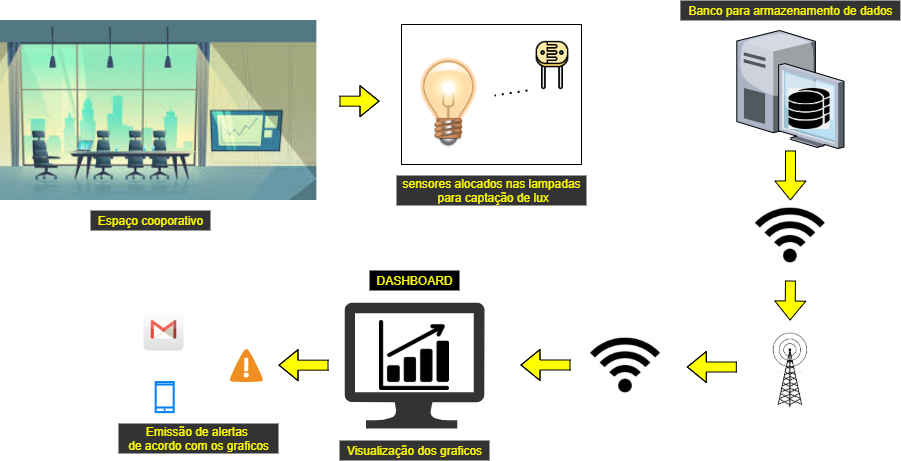 Banco para armazenamento de dados
sensores alocados nas lampadas
para captação de lux
Espaço cooporativo
DASHBOARD
Emissão de alertas
de acordo com os graficos
Visualização dos graficos